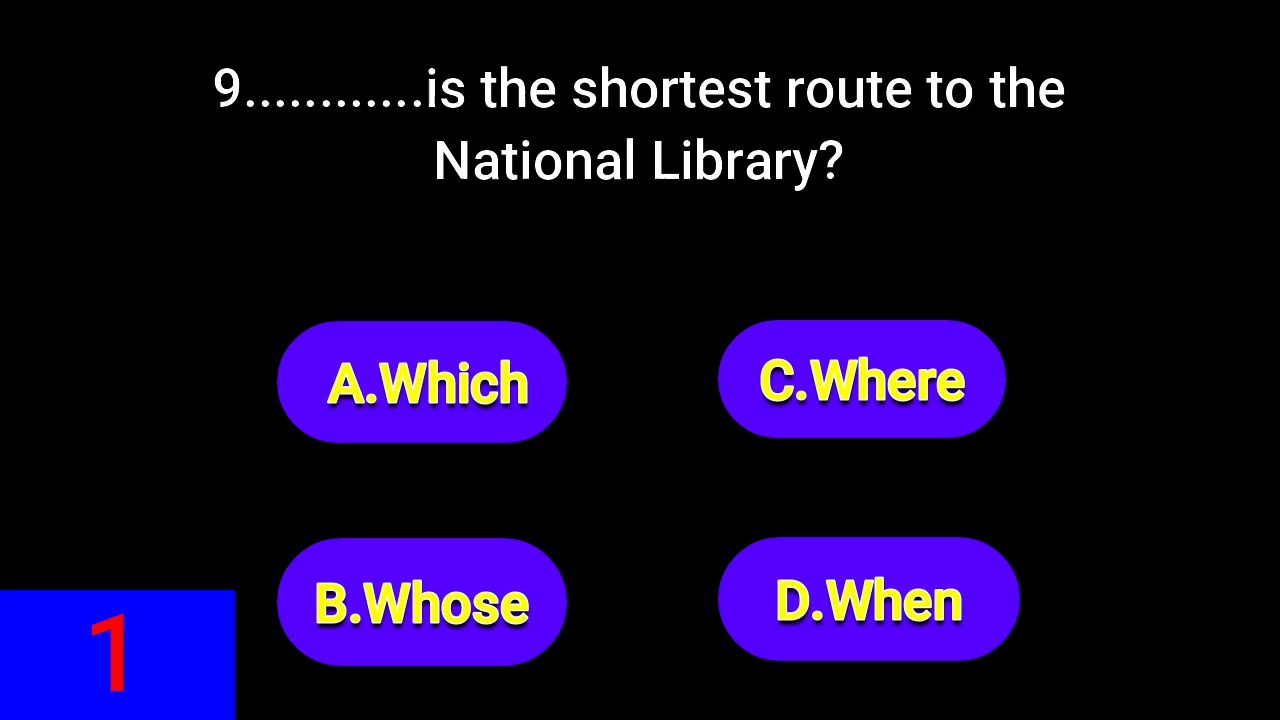 9............is the shortest route to the
National Library?
A.Which
C.Where
B.Whose
D.When
1